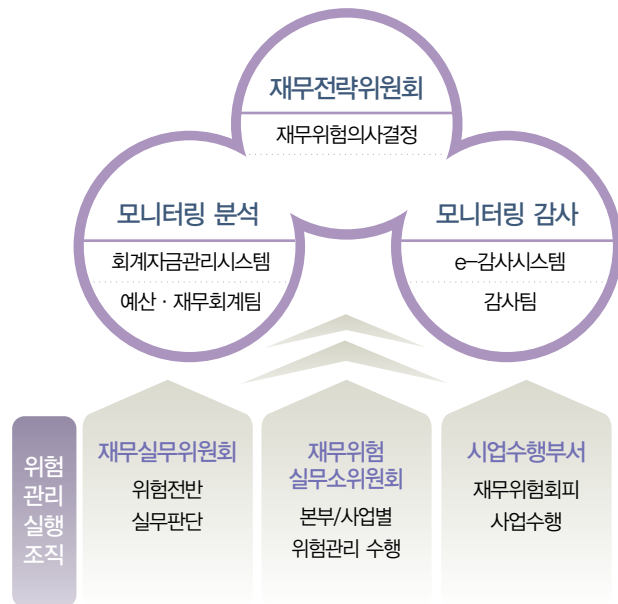 재무전략위원회
재무위험의사결정
모니터링 분석
회계자금관리시스템
예산 · 재무회계팀
모니터링 감사
e-감사시스템
감사팀
위험
관리
실행
조직
재무실무위원회
위험전반
실무판단
재무위험
실무소위원회
본부/사업별
위험관리 수행
시업수행부서
재무위험회피
사업수행